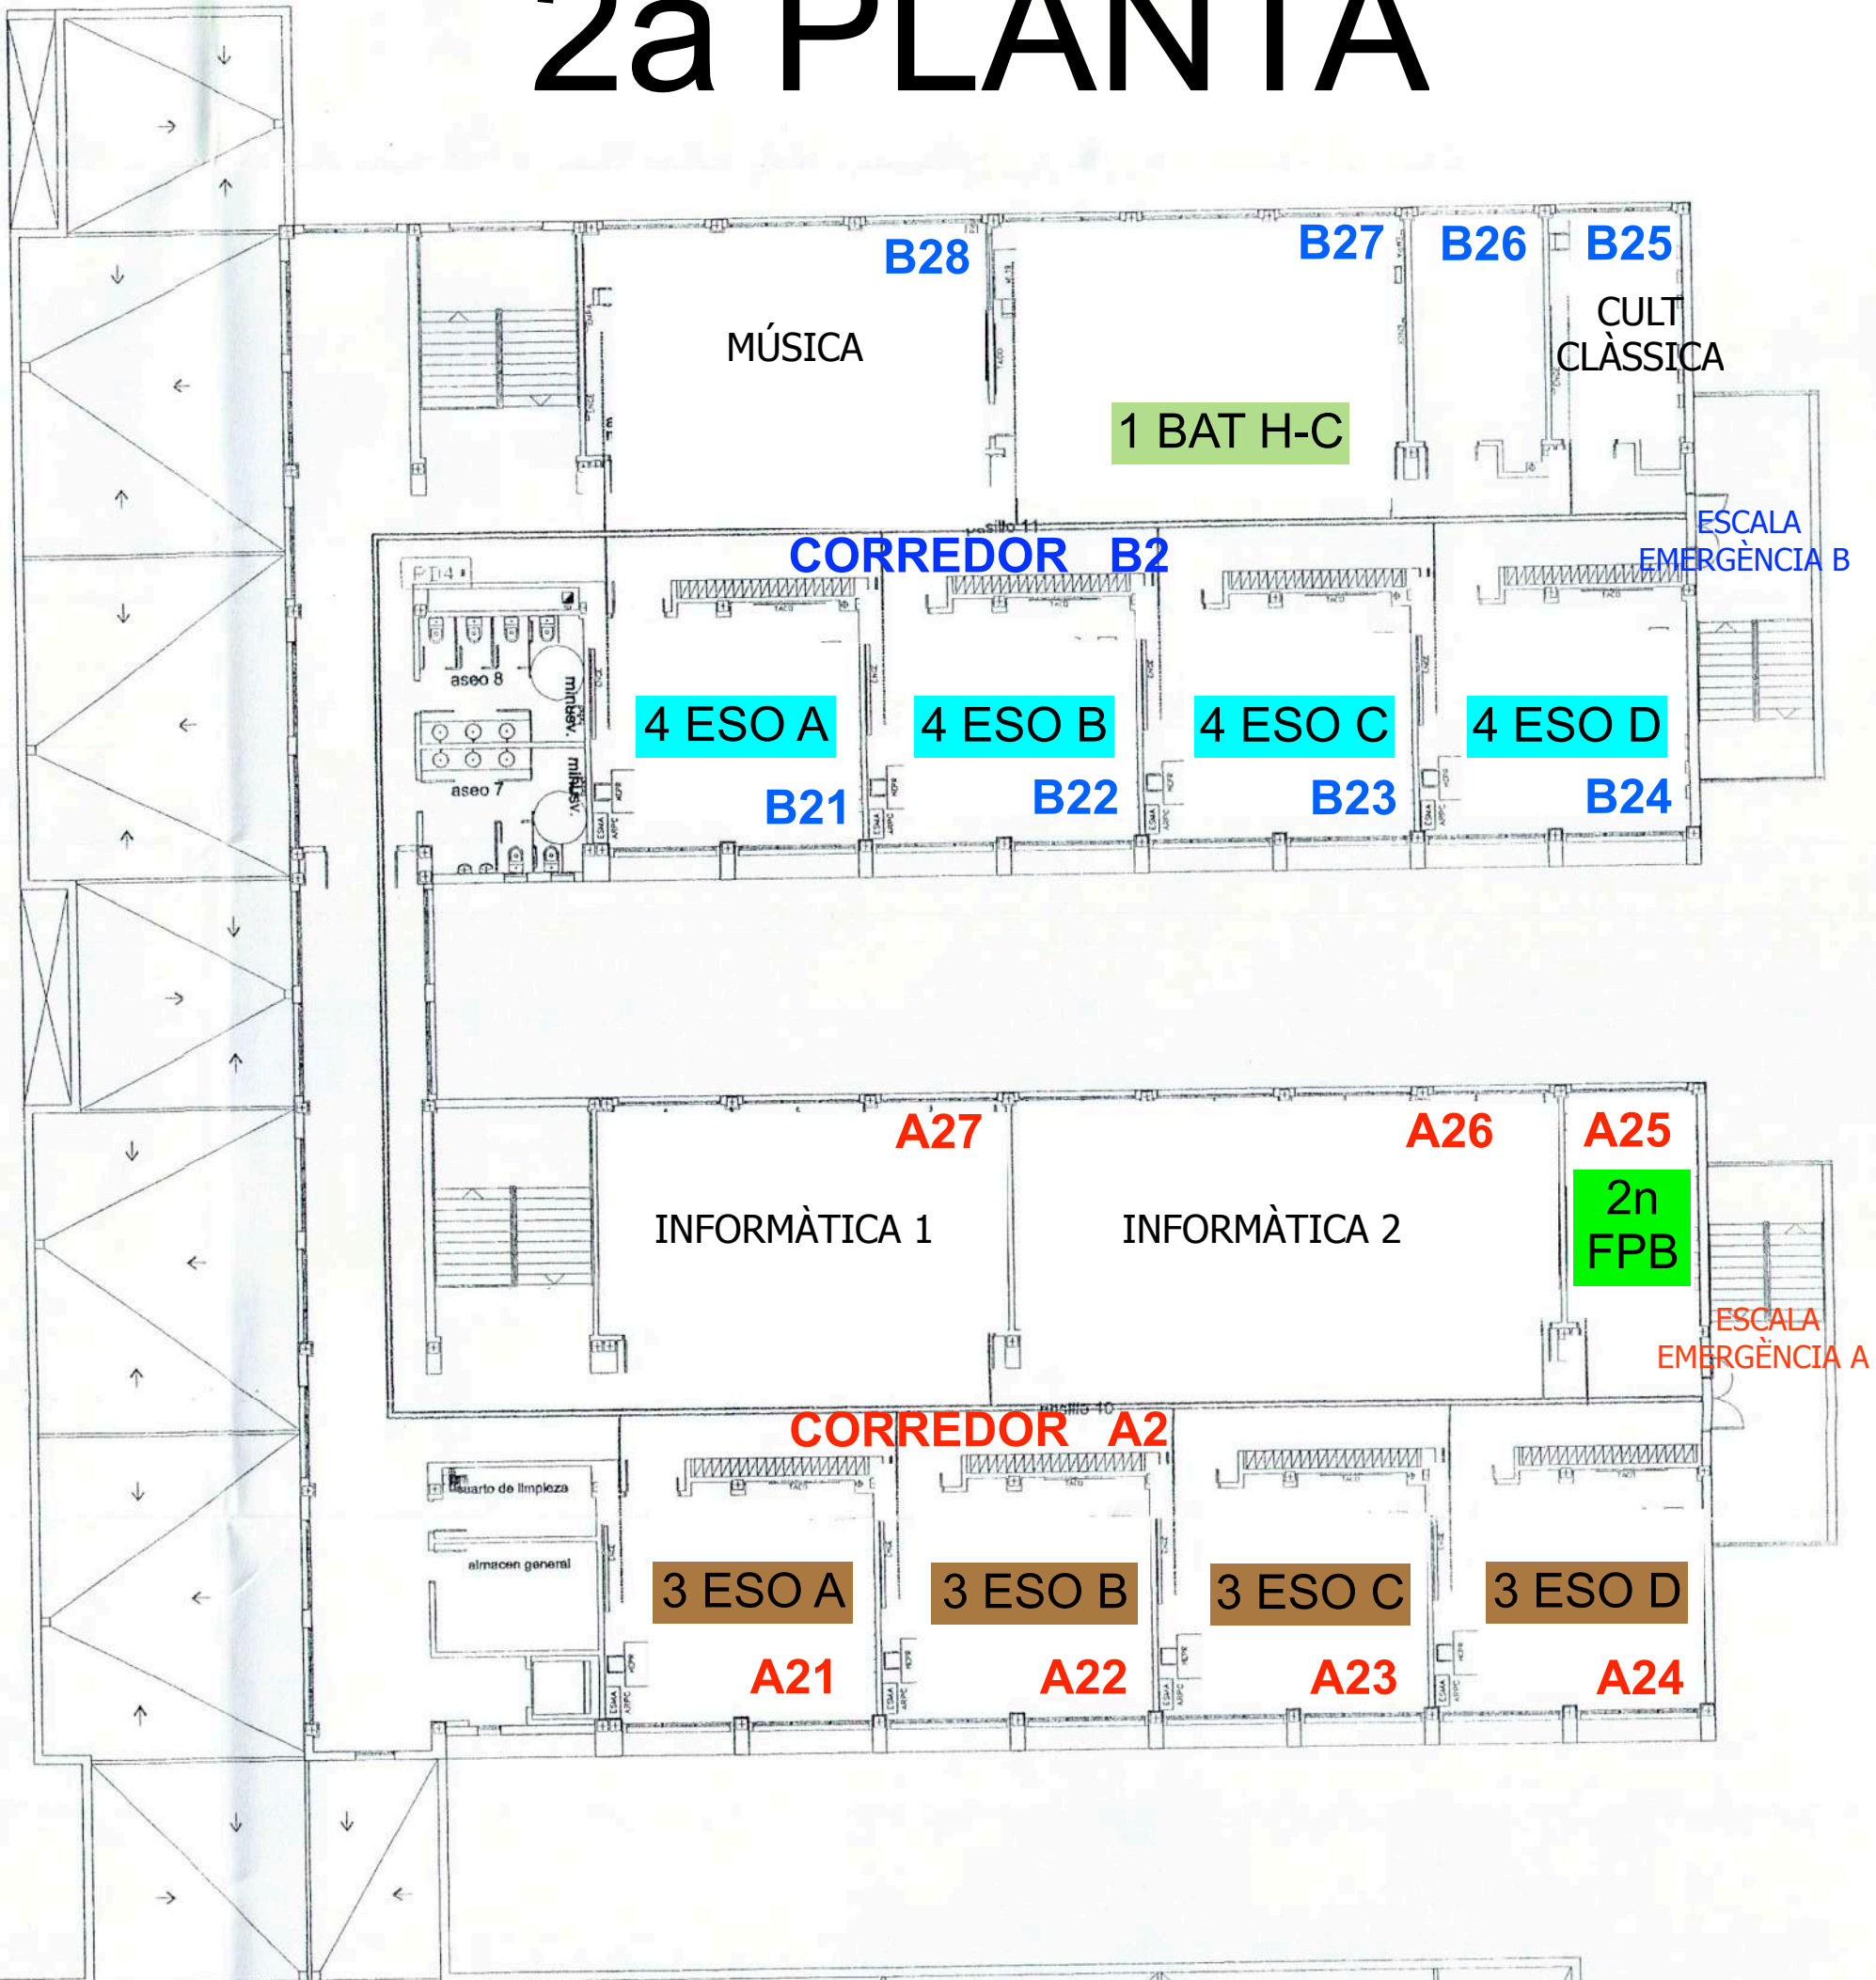 2a PLANTA
B28
B27
B26
B25
MÚSICA
CULT
CLÀSSICA
1 BAT H-C
ESCALA
EMERGÈNCIA B
CORREDOR B2
aseo 8
minusv.
4 ESO A
4 ESO B
4 ESO C
4 ESO D
aseo 7
B21
B22
B23
B24
A27
A26
A25
INFORMÀTICA 1
INFORMÀTICA 2
2n
FPB
ESCALA
EMERGÈNCIA A
CORREDOR A2
cuarto de limpieza
almacen general
3 ESO A
3 ESO B
3 ESO C
3 ESO D
A21
A22
A23
A24